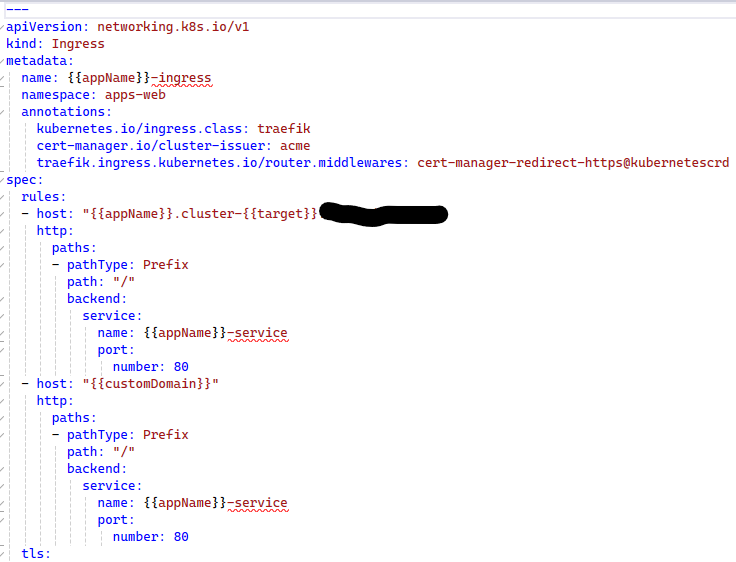 ---
apiVersion: networking.k8s.io/v1
kind: Ingress
metadata:
  name: {{appName}}-ingress
  namespace: apps-web
  annotations:
    kubernetes.io/ingress.class: traefik
    cert-manager.io/cluster-issuer: acme
    traefik.ingress.kubernetes.io/router.middlewares: cert-manager-redirect-https@kubernetescrd
spec:
  rules:
  - host: "{{appName}}.cluster-{{target}}
    http:
      paths:
      - pathType: Prefix
        path: "/"
        backend:
          service:
            name: {{appName}}-service
            port:
              number: 80
  - host: "{{customDomain}}"
    http:
      paths:
      - pathType: Prefix
        path: "/"
        backend:
          service:
            name: {{appName}}-service
            port:
              number: 80
  tls: